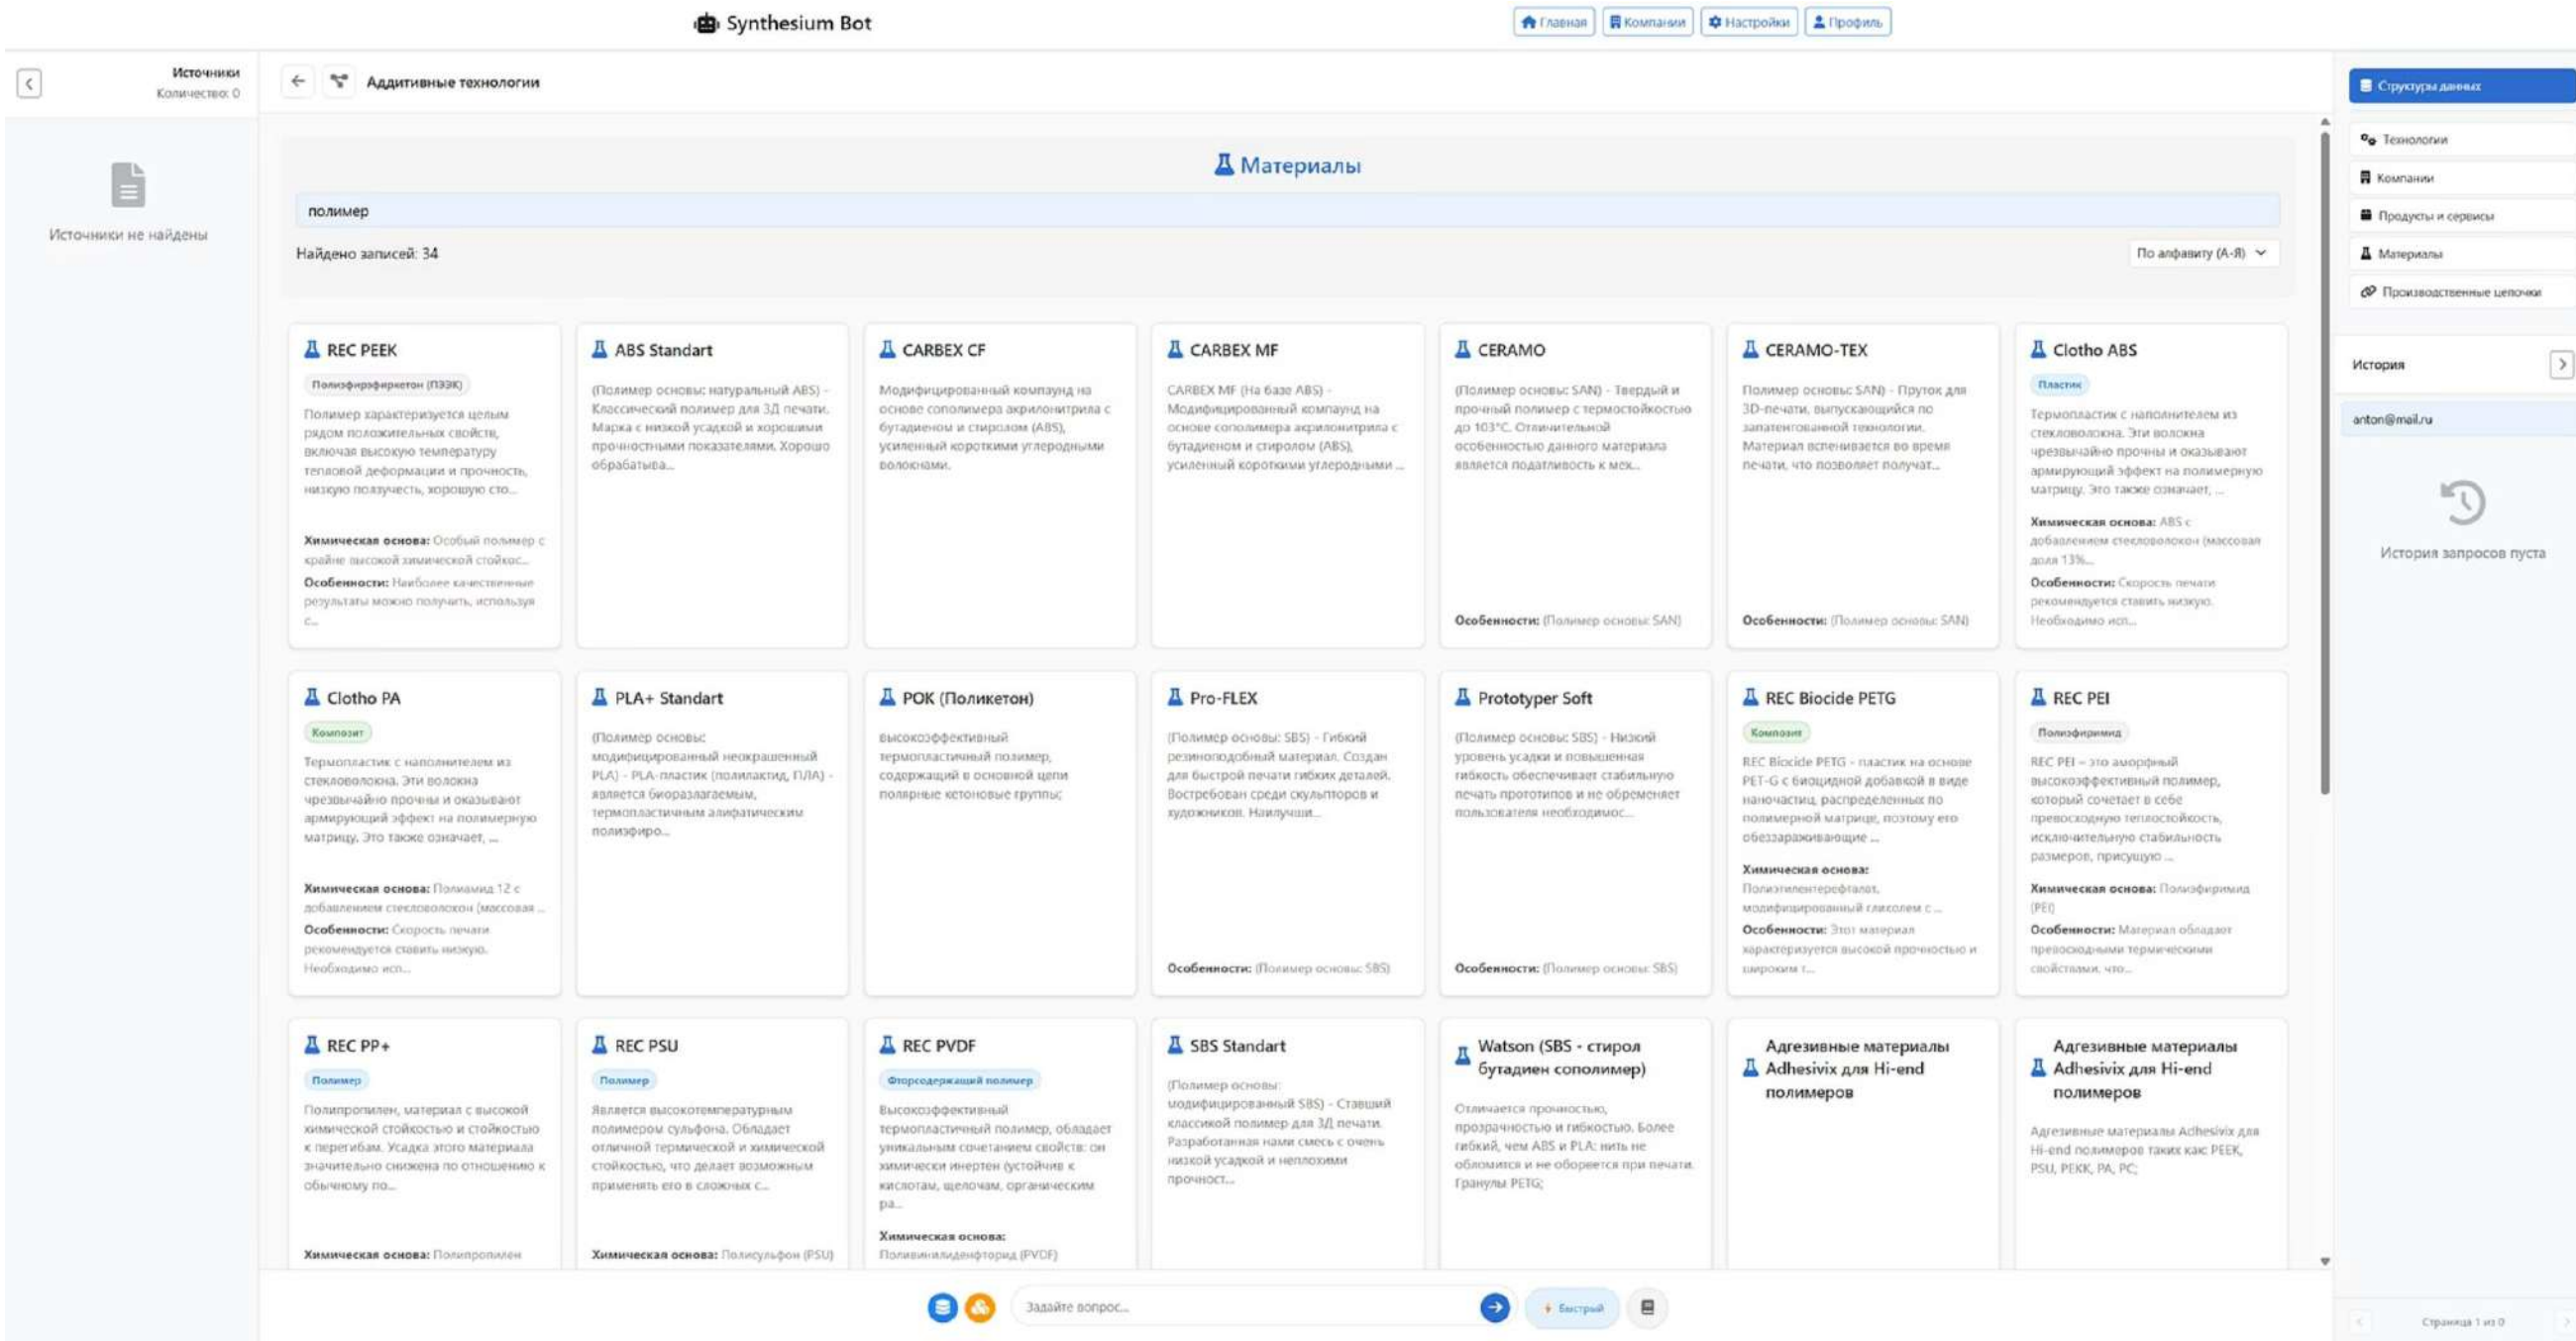 Synthesium Bot
Главная
Компании
Настройки
Профиль
Источники
Количество: 0
Источники не найдены
Аддитивные технологии
Материалы
полимер
Найдено записей: 34
По алфавиту (А-Я)
REC PEEK
Полиэфирэфиркетон (ПЭЭК)
Полимер характеризуется целым
рядом положительных свойств,
включая высокую температуру
тепловой деформации и прочность,
низкую ползучесть, хорошую сто...
Химическая основа: Особый полимер с
крайне высокой химической стойкос...
Особенности: Наиболее качественные
результаты можно получить, используя
с...
ABS Standart
(Полимер основы: натуральный ABS) -
Классический полимер для 3Д печати.
Марка с низкой усадкой и хорошими
прочностными показателями. Хорошо
обрабатыва...
CARBEX CF
Модифицированный компаунд на
основе сополимера акрилонитрила с
бутадиеном и стиролом (ABS),
усиленный короткими углеродными
волокнами.
CARBEX MF
CARBEX MF (На базе ABS) -
Модифицированный компаунд на
основе сополимера акрилонитрила с
бутадиеном и стиролом (ABS),
усиленный короткими углеродными ...
CERAMO
(Полимер основы: SAN) - Твердый и
прочный полимер с термостойкостью
до 103°С. Отличительной
особенностью данного материала
является податливость к мех...
Особенности: (Полимер основы: SAN)
CERAMO-TEX
Полимер основы: SAN) - Пруток для
3D-печати, выпускающийся по
запатентованной технологии.
Материал вспенивается во время
печати, что позволяет получат...
Особенности: (Полимер основы: SAN)
Clotho ABS
Пластик
Термопластик с наполнителем из
стекловолокна. Эти волокна
чрезвычайно прочны и оказывают
армирующий эффект на полимерную
матрицу. Это также означает, ...
Химическая основа: ABS с
добавлением стекловолокон (массовая
доля 13%...
Особенности: Скорость печати
рекомендуется ставить низкую.
Необходимо исп...
Clotho PA
Композит
Термопластик с наполнителем из
стекловолокна. Эти волокна
чрезвычайно прочны и оказывают
армирующий эффект на полимерную
матрицу. Это также означает, ...
Химическая основа: Полиамид 12 с
добавлением стекловолокон (массовая ...
Особенности: Скорость печати
рекомендуется ставить низкую.
Необходимо исп...
PLA+ Standart
(Полимер основы:
модифицированный неокрашенный
PLA) - PLA-пластик (полилактид, ПЛА) -
является биоразлагаемым,
термопластичным алифатическим
полиэфиро...
POK (Поликетон)
высокоэффективный
термопластичный полимер,
содержащий в основной цепи
полярные кетоновые группы;
Pro-FLEX
(Полимер основы: SBS) - Гибкий
резиноподобный материал. Создан
для быстрой печати гибких деталей.
Востребован среди скульпторов и
художников. Наилучши...
Особенности: (Полимер основы: SBS)
Prototyper Soft
(Полимер основы: SBS) - Низкий
уровень усадки и повышенная
гибкость обеспечивает стабильную
печать прототипов и не обременяет
пользователя необходимос...
Особенности: (Полимер основы: SBS)
REC Biocide PETG
Композит
REC Biocide PETG - пластик на основе
PET-G с биоцидной добавкой в виде
наночастиц, распределенных по
полимерной матрице, поэтому его
обеззараживающие ...
Химическая основа:
Полиэтилентерефталат,
модифицированный гликолем с ...
Особенности: Этот материал
характеризуется высокой прочностью и
широким т...
REC PEI
Полиэфиримид
REC PEI – это аморфный
высокоэффективный полимер,
который сочетает в себе
превосходную теплостойкость,
исключительную стабильность
размеров, присущую ...
Химическая основа: Полиэфиримид
(PEI)
Особенности: Материал обладает
превосходными термическими
свойствами, что...
REC PP+
Полимер
Полипропилен, материал с высокой
химической стойкостью и стойкостью
к перегибам. Усадка этого материала
значительно снижена по отношению к
обычному по...
Химическая основа: Полипропилен
REC PSU
Полимер
Является высокотемпературным
полимером сульфона. Обладает
отличной термической и химической
стойкостью, что делает возможным
применять его в сложных с...
Химическая основа: Полисульфон (PSU)
REC PVDF
Фторсодержащий полимер
Высокоэффективный
термопластичный полимер, обладает
уникальным сочетанием свойств: он
химически инертен (устойчив к
кислотам, щелочам, органическим
ра...
Химическая основа:
Поливинилиденфторид (PVDF)
SBS Standart
(Полимер основы:
модифицированный SBS) - Ставший
классикой полимер для 3Д печати.
Разработанная нами смесь с очень
низкой усадкой и неплохими
прочност...
Watson (SBS - стирол
бутадиен сополимер)
Отличается прочностью,
прозрачностью и гибкостью. Более
гибкий, чем ABS и PLA: нить не
обломится и не оборвется при печати.
Гранулы PETG;
Адгезивные материалы
Adhesivix для Hi-end
полимеров
Адгезивные материалы
Adhesivix для Hi-end
полимеров
Адгезивные материалы Adhesivix для
Hi-end полимеров таких как: PEEK,
PSU, PEKK, PA, PC;
Задайте вопрос...
Быстрый
Структуры данных
Технологии
Компании
Продукты и сервисы
Материалы
Производственные цепочки
История
anton@mail.ru
История запросов пуста
Страница 1 из 0